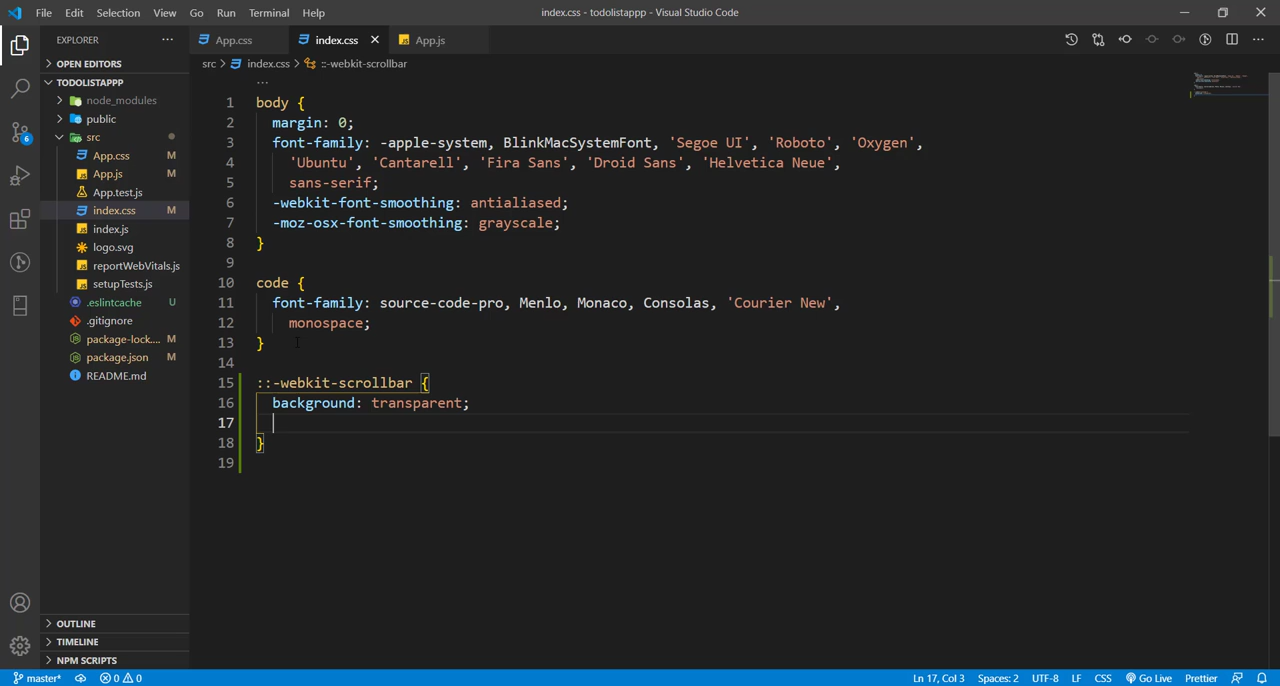 File Edit Selection View Go Run Terminal Help
index.css - todolistappp - Visual Studio Code
EXPLORER
OPEN EDITORS
TODOLISTAPPP
node_modules
public
src
App.css M
App.js M
App.test.js
index.css M
index.js
logo.svg
reportWebVitals.js
setupTests.js
.eslintcache U
.gitignore
package-lock.... M
package.json M
README.md
OUTLINE
TIMELINE
NPM SCRIPTS
6
App.css index.css App.js
src > index.css > ::-webkit-scrollbar
...
1 body {
2 margin: 0;
3 font-family: -apple-system, BlinkMacSystemFont, 'Segoe UI', 'Roboto', 'Oxygen',
4 'Ubuntu', 'Cantarell', 'Fira Sans', 'Droid Sans', 'Helvetica Neue',
5 sans-serif;
6 -webkit-font-smoothing: antialiased;
7 -moz-osx-font-smoothing: grayscale;
8 }
9
10 code {
11 font-family: source-code-pro, Menlo, Monaco, Consolas, 'Courier New',
12 monospace;
13 }
14
15 ::-webkit-scrollbar {
16 background: transparent;
17
18 }
19
master* 0 0 Ln 17, Col 3 Spaces: 2 UTF-8 LF CSS Go Live Prettier